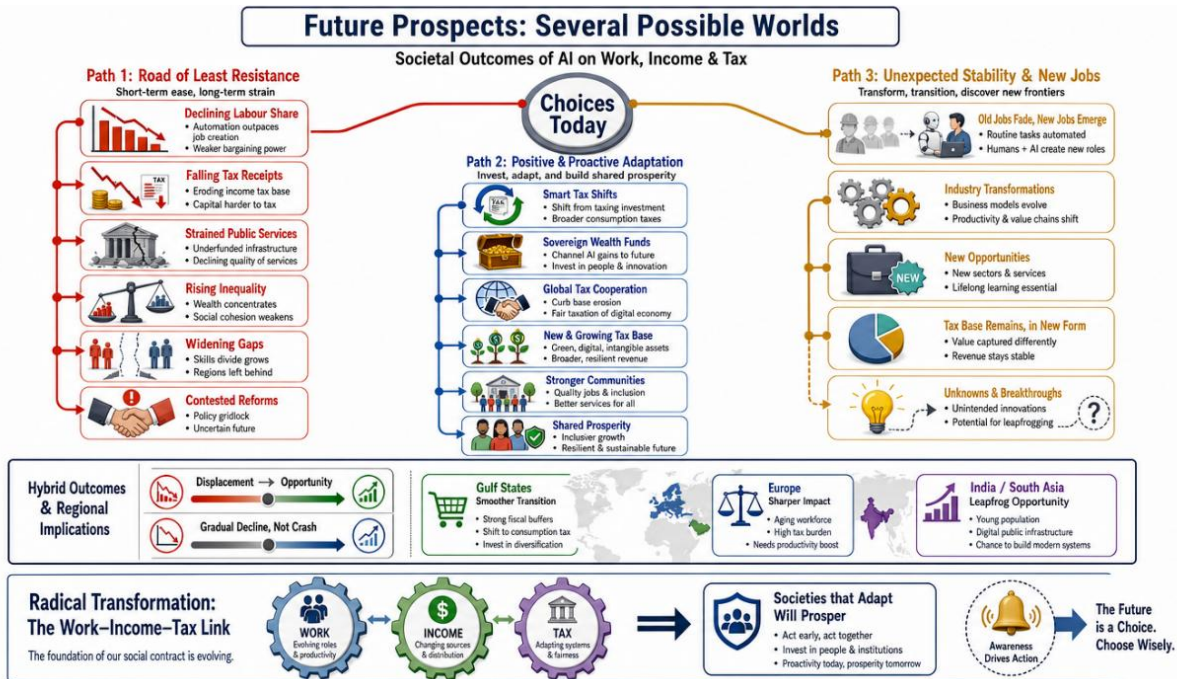 Future Prospects: Several Possible Worlds
Societal Outcomes of AI on Work, Income & Tax
Path 1: Road of Least Resistance
Short-term ease, long-term strain
Declining Labour Share
• Automation outpaces
job creation
• Weaker bargaining power
Falling Tax Receipts
TAX
• Eroding income tax base
• Capital harder to tax
Strained Public Services
• Underfunded infrastructure
• Declining quality of services
Rising Inequality
• Wealth concentrates
• Social cohesion weakens
Widening Gaps
• Skills divide grows
• Regions left behind
Contested Reforms
• Policy gridlock
• Uncertain future
Choices
Today
Path 2: Positive & Proactive Adaptation
Invest, adapt, and build shared prosperity
Smart Tax Shifts
• Shift from taxing investment
• Broader consumption taxes
Sovereign Wealth Funds
• Channel AI gains to future
• Invest in people & innovation
Global Tax Cooperation
• Curb base erosion
• Fair taxation of digital economy
New & Growing Tax Base
• Green, digital, intangible assets
• Broader, resilient revenue
Stronger Communities
• Quality jobs & inclusion
• Better services for all
Shared Prosperity
• Inclusier growth
• Resilient & sustainable future
Path 3: Unexpected Stability & New Jobs
Transform, transition, discover new frontiers
Old Jobs Fade, New Jobs Emerge
• Routine tasks automated
• Humans + AI create new roles
Industry Transformations
• Business models evolve
• Productivity & value chains shift
New Opportunities
NEW
• New sectors & services
• Lifelong learning essential
Tax Base Remains, in New Form
• Value captured differently
• Revenue stays stable
Unknowns & Breakthroughs
• Unintended innovations
• Potential for leapfrogging
?
Hybrid Outcomes
& Regional
Implications
Displacement → Opportunity
Gradual Decline, Not Crash
Gulf States
Smoother Transition
• Strong fiscal buffers
• Shift to consumption tax
• Invest in diversification
Europe
Sharper Impact
• Aging workforce
• High tax burden
• Needs productivity boost
India / South Asia
Leapfrog Opportunity
• Young population
• Digital public infrastructure
• Chance to build modern systems
Radical Transformation:
The Work–Income–Tax Link
The foundation of our social contract is evolving.
WORK
Evolving roles
& productivity
$
INCOME
Changing sources
& distribution
TAX
Adapting systems
& fairness
Societies that Adapt
Will Prosper
• Act early, act together
• Invest in people & institutions
• Proactivity today, prosperity tomorrow
Awareness
Drives Action
The Future
is a Choice.
Choose Wisely.